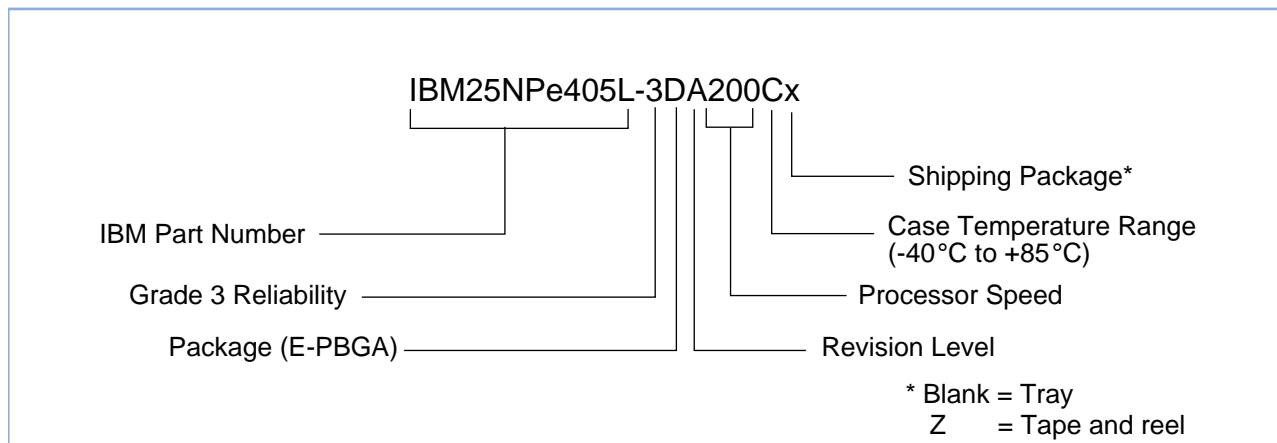 IBM25NPe405L-3DA200Cx
Shipping Package*
IBM Part Number
Case Temperature Range
(-40°C to +85°C)
Grade 3 Reliability
Processor Speed
Package (E-PBGA)
Revision Level
* Blank = Tray
Z = Tape and reel